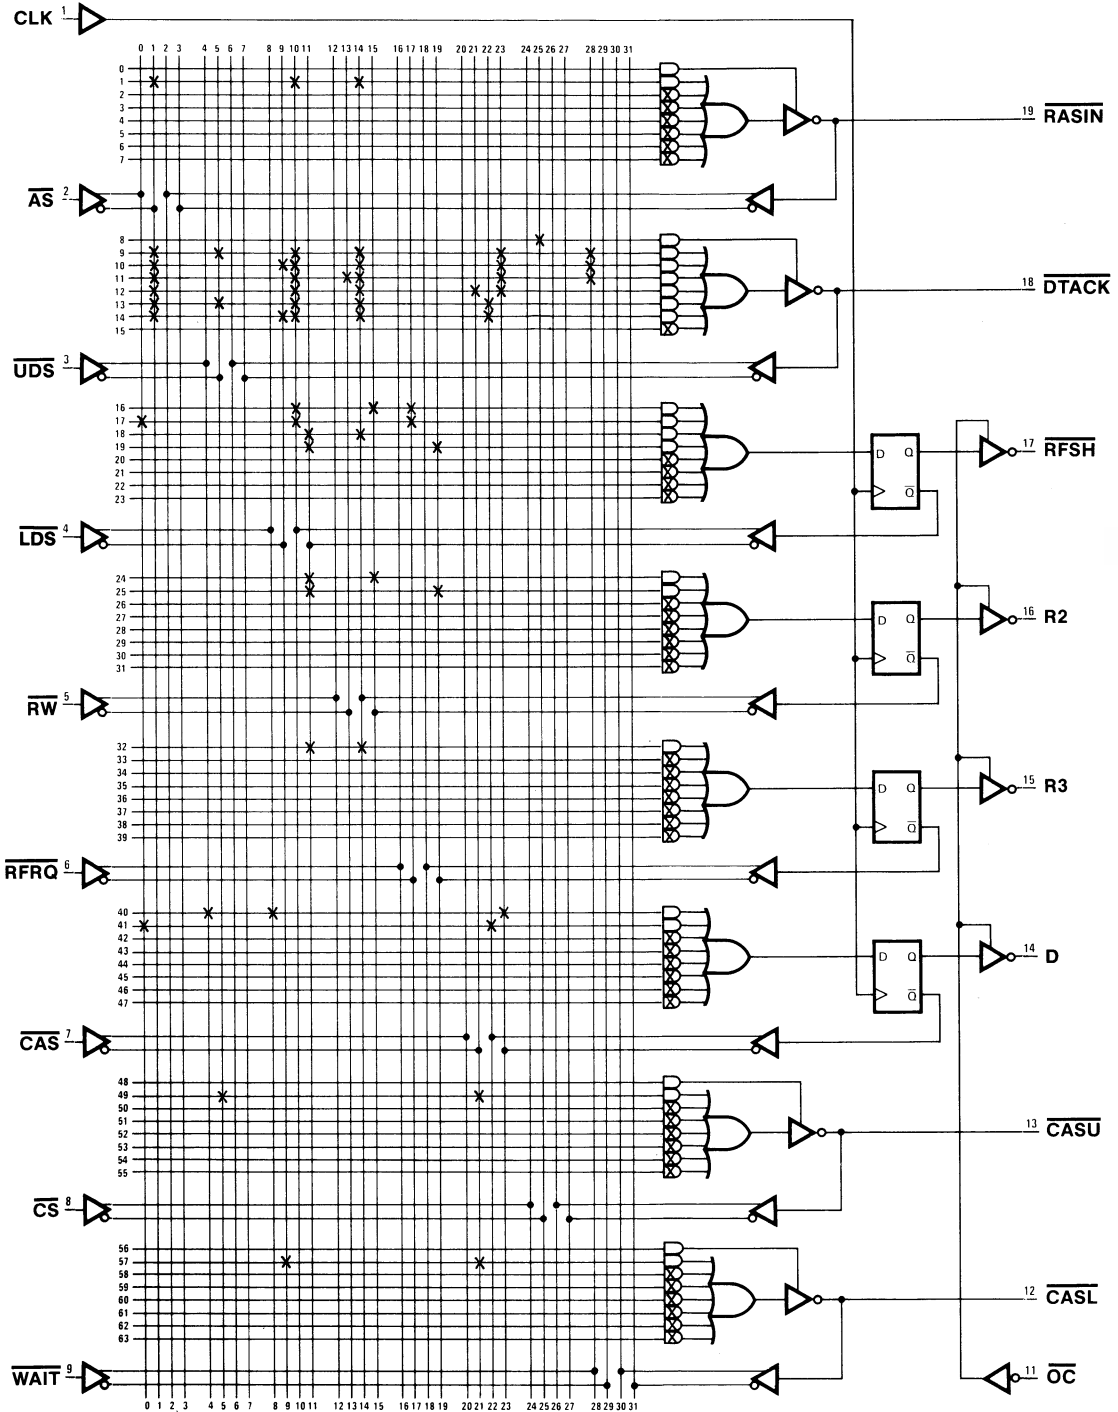 CLK 1
0 1 2 3 4 5 6 7 8 9 10 11 12 13 14 15 16 17 18 19 20 21 22 23 24 25 26 27 28 29 30 31
0
1
2
3
4
5
6
7
19 RASIN
AS 2
8
9
10
11
12
13
14
15
18 DTACK
UDS 3
16
17
18
19
20
21
22
23
D Q
Q
17 RFSH
LDS 4
24
25
26
27
28
29
30
31
D Q
Q
16 R2
RW 5
32
33
34
35
36
37
38
39
D Q
Q
15 R3
RFRQ 6
40
41
42
43
44
45
46
47
D Q
Q
14 D
CAS 7
48
49
50
51
52
53
54
55
13 CASU
CS 8
56
57
58
59
60
61
62
63
12 CASL
WAIT 9
11 OC
0 1 2 3 4 5 6 7 8 9 10 11 12 13 14 15 16 17 18 19 20 21 22 23 24 25 26 27 28 29 30 31